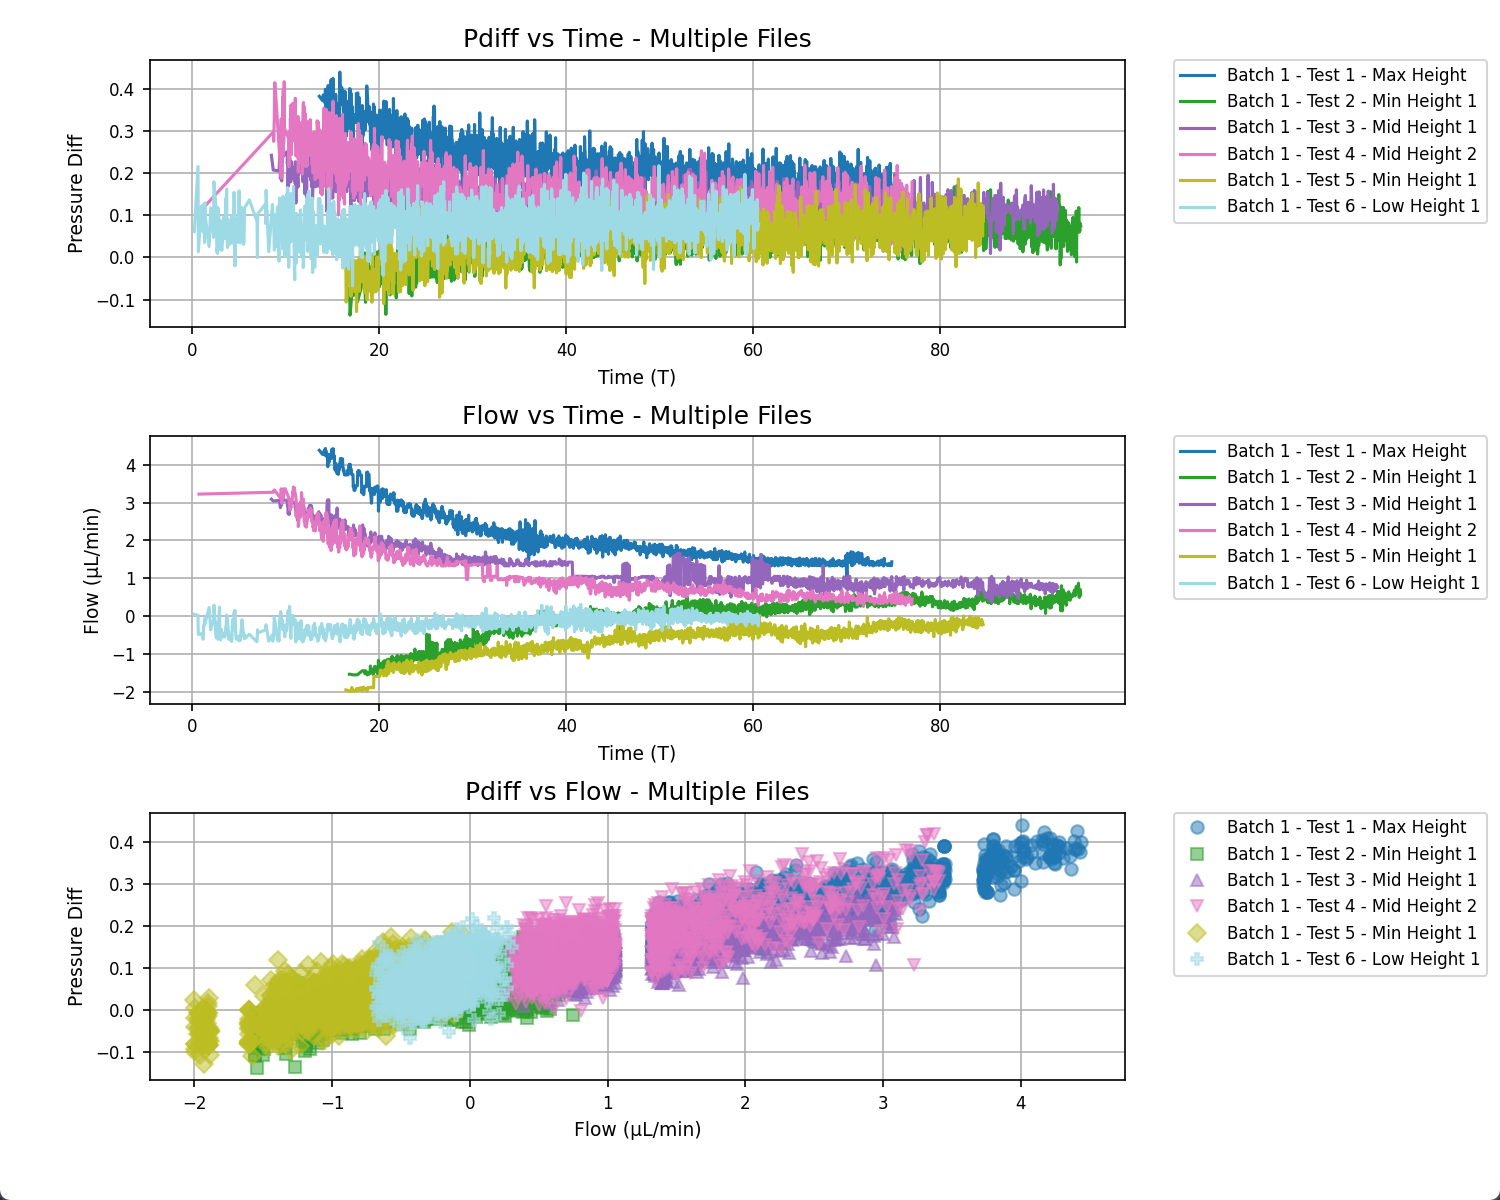 Pdiff vs Time - Multiple Files
Pressure Diff
0.4
0.3
0.2
0.1
0.0
−0.1
0
20
40
60
80
Time (T)
Batch 1 - Test 1 - Max Height
Batch 1 - Test 2 - Min Height 1
Batch 1 - Test 3 - Mid Height 1
Batch 1 - Test 4 - Mid Height 2
Batch 1 - Test 5 - Min Height 1
Batch 1 - Test 6 - Low Height 1
Flow vs Time - Multiple Files
Flow (μL/min)
4
3
2
1
0
−1
−2
0
20
40
60
80
Time (T)
Batch 1 - Test 1 - Max Height
Batch 1 - Test 2 - Min Height 1
Batch 1 - Test 3 - Mid Height 1
Batch 1 - Test 4 - Mid Height 2
Batch 1 - Test 5 - Min Height 1
Batch 1 - Test 6 - Low Height 1
Pdiff vs Flow - Multiple Files
Pressure Diff
0.4
0.3
0.2
0.1
0.0
−0.1
−2
−1
0
1
2
3
4
Flow (μL/min)
Batch 1 - Test 1 - Max Height
Batch 1 - Test 2 - Min Height 1
Batch 1 - Test 3 - Mid Height 1
Batch 1 - Test 4 - Mid Height 2
Batch 1 - Test 5 - Min Height 1
Batch 1 - Test 6 - Low Height 1